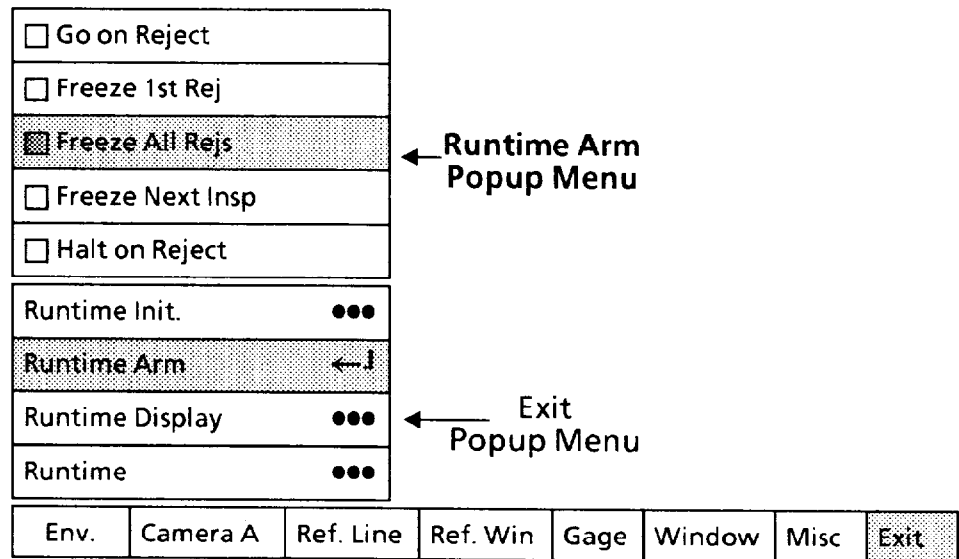 Go on Reject
Freeze 1st Rej
Freeze All Rejs
Runtime Arm
Popup Menu
Freeze Next Insp
Halt on Reject
Runtime Init.
Runtime Arm
Runtime Display
Exit
Popup Menu
Runtime
Env. Camera A Ref. Line Ref. Win Gage Window Misc Exit